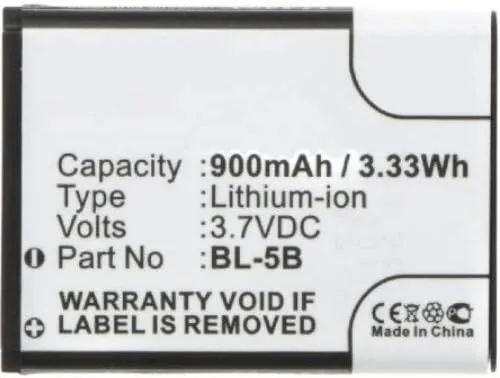 Capacity :900mAh / 3.33Wh
Type :Lithium-ion
Volts :3.7VDC
Part No :BL-5B
WARRANTY VOID IF
LABEL IS REMOVED
CE
Made In China